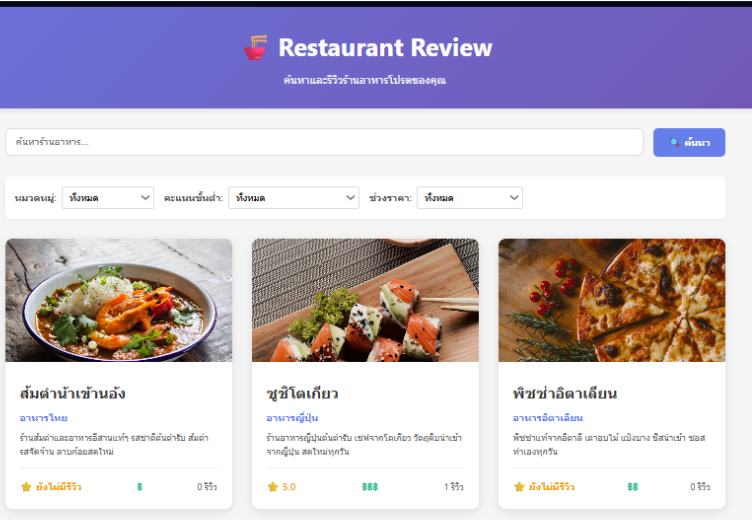 Restaurant Review
ค้นหาและรีวิวร้านอาหารโปรดของคุณ
ค้นหาร้านอาหาร...
ค้นหา
หมวดหมู่: ทั้งหมด คะแนนขั้นต่ำ: ทั้งหมด ช่วงราคา: ทั้งหมด
ส้มตำน้าเข้านอ้ง
อาหารไทย
ร้านส้มตำและอาหารอีสานแท้ๆ รสชาติต้นตำรับ ส้มตำ
รสจัดจ้าน ลาบก้อยสดใหม่
ยังไม่มีรีวิว ฿ 0 รีวิว
ซูชิโตเกียว
อาหารญี่ปุ่น
ร้านอาหารญี่ปุ่นต้นตำรับ เชฟจากโตเกียว วัตถุดิบนำเข้า
จากญี่ปุ่น สดใหม่ทุกวัน
5.0 ฿฿฿ 1 รีวิว
พิซซ่าอิตาเลียน
อาหารอิตาเลียน
พิซซ่าแท้จากอิตาลี เตาอบไม้ แป้งบาง ชีสนำเข้า ซอส
ทำเองทุกวัน
ยังไม่มีรีวิว ฿฿ 0 รีวิว